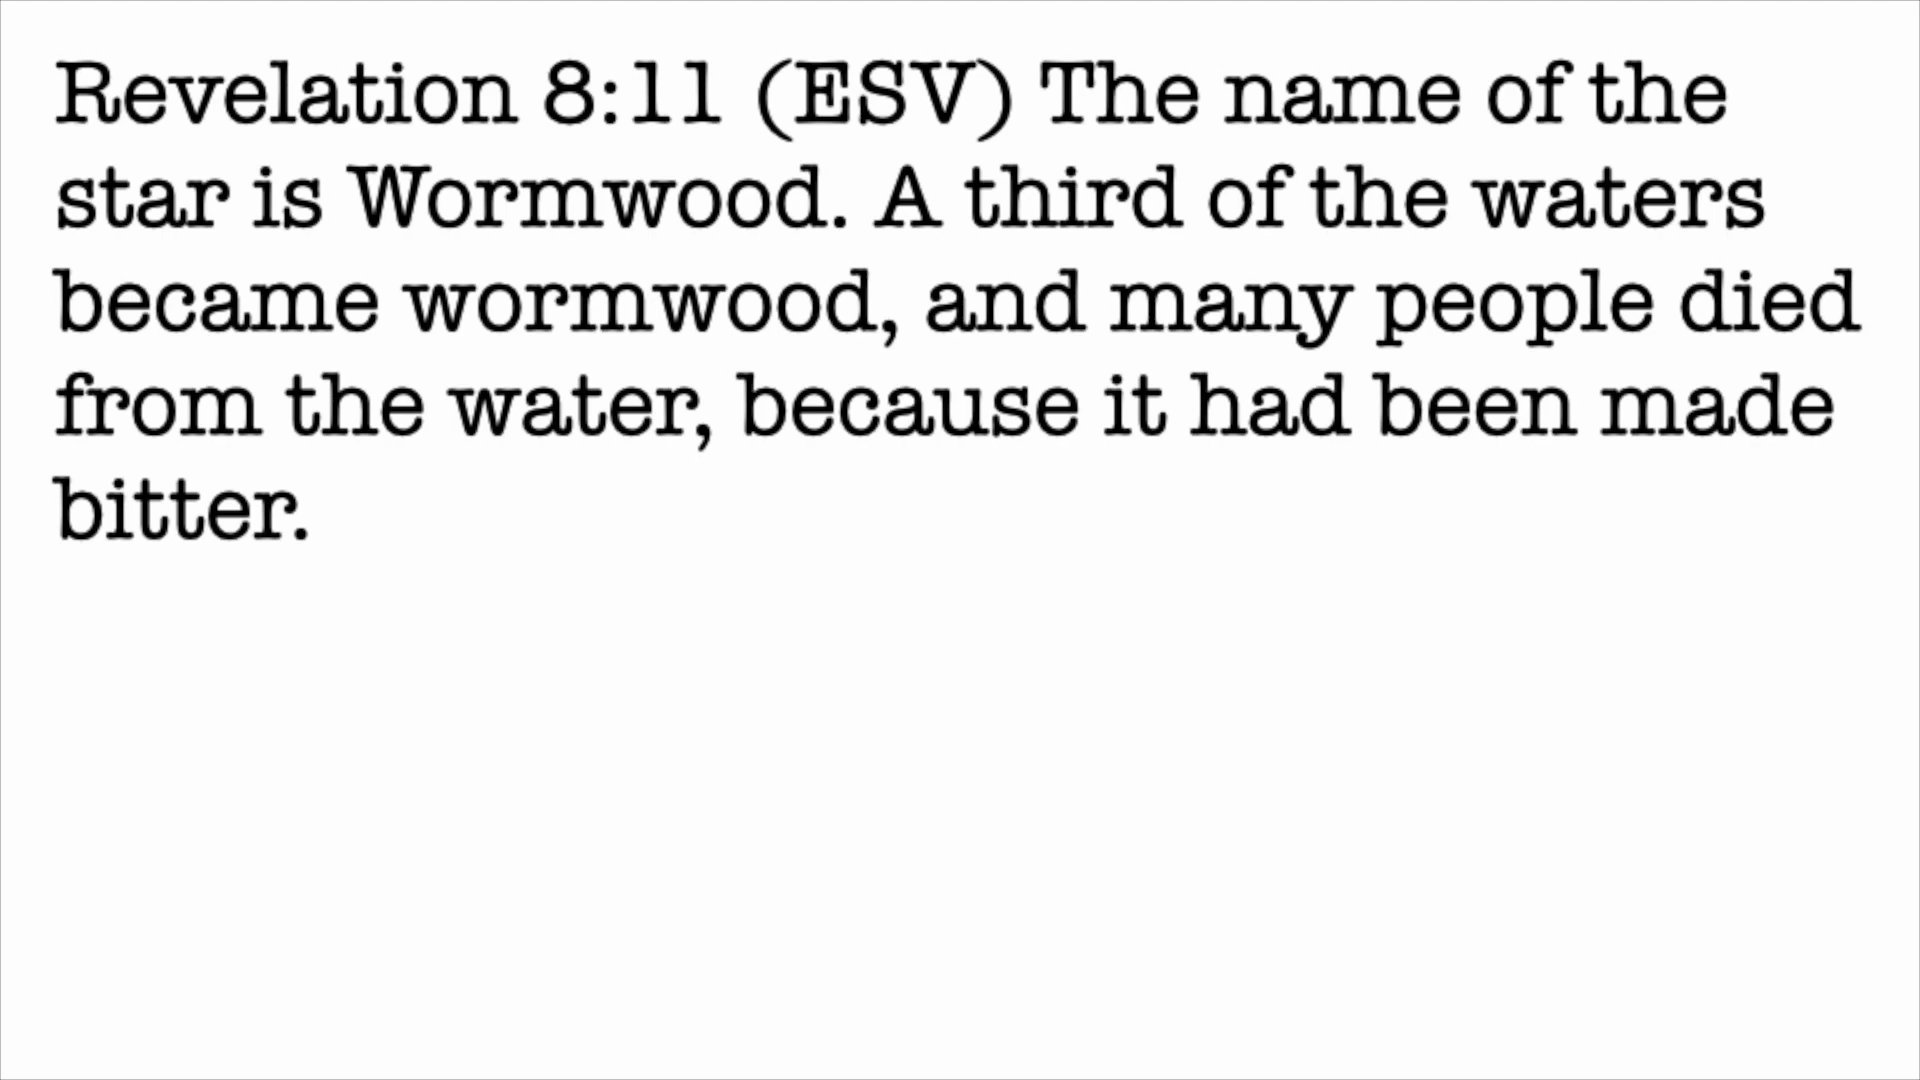 Revelation 8:11 (ESV) The name of the
star is Wormwood. A third of the waters
became wormwood, and many people died
from the water, because it had been made
bitter.